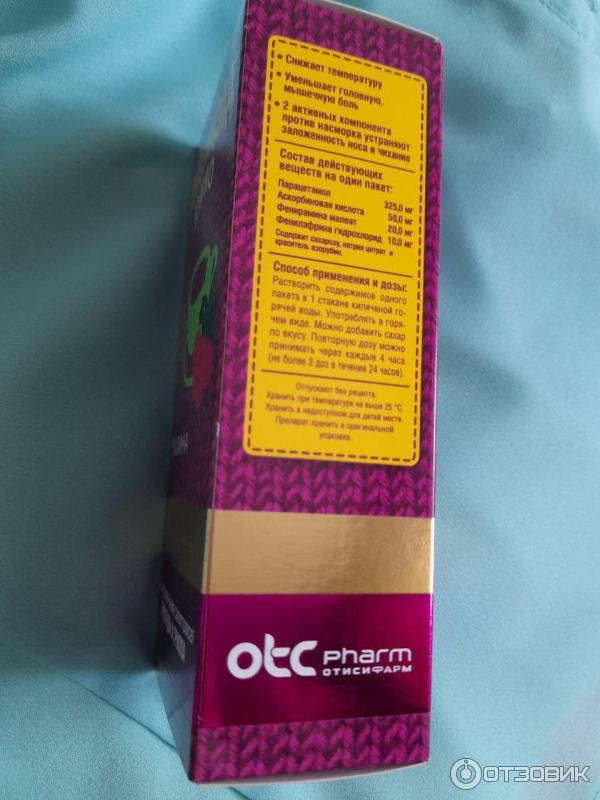 • Снижает температуру
• Уменьшает головную,
мышечную боль
• 2 активных компонента
против насморка устраняют
заложенность носа и чихание
Состав действующих
веществ на один пакет:
Парацетамол 325,0 мг
Аскорбиновая кислота 50,0 мг
Фенирамина малеат 20,0 мг
Фенилэфрина гидрохлорид 10,0 мг
Содержит сахарозу, натрия цитрат и
краситель азорубин.
Способ применения и дозы:
Растворить содержимое одного
пакета в 1 стакане кипяченой го-
рячей воды. Употреблять в горя-
чем виде. Можно добавить сахар
по вкусу. Повторную дозу можно
принимать через каждые 4 часа
(не более 3 доз в течение 24 часов).
Отпускают без рецепта.
Хранить при температуре не выше 25 °С.
Хранить в недоступном для детей месте.
Препарат хранить в оригинальной
упаковке.
otc Pharm
ОТИСИФАРМ
ОТЗОВИК